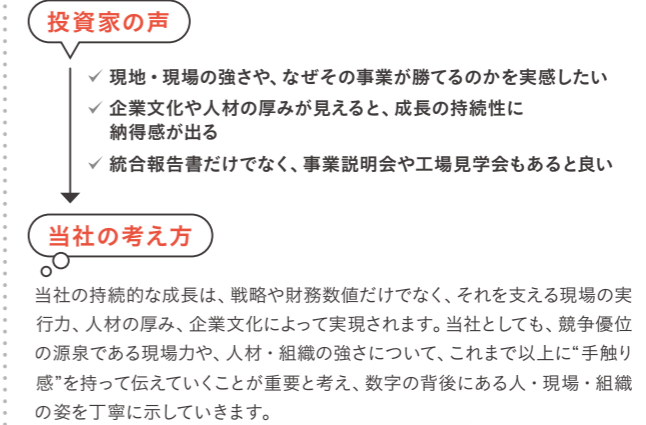 投資家の声
✓ 現地・現場の強さや、なぜその事業が勝てるのかを実感したい
✓ 企業文化や人材の厚みが見えると、成長の持続性に
納得感が出る
✓ 統合報告書だけでなく、事業説明会や工場見学会もあると良い
当社の考え方
当社の持続的な成長は、戦略や財務数値だけでなく、それを支える現場の実
行力、人材の厚み、企業文化によって実現されます。当社としても、競争優位
の源泉である現場力や、人材・組織の強さについて、これまで以上に“手触り
感”を持って伝えていくことが重要と考え、数字の背後にある人・現場・組織
の姿を丁寧に示していきます。